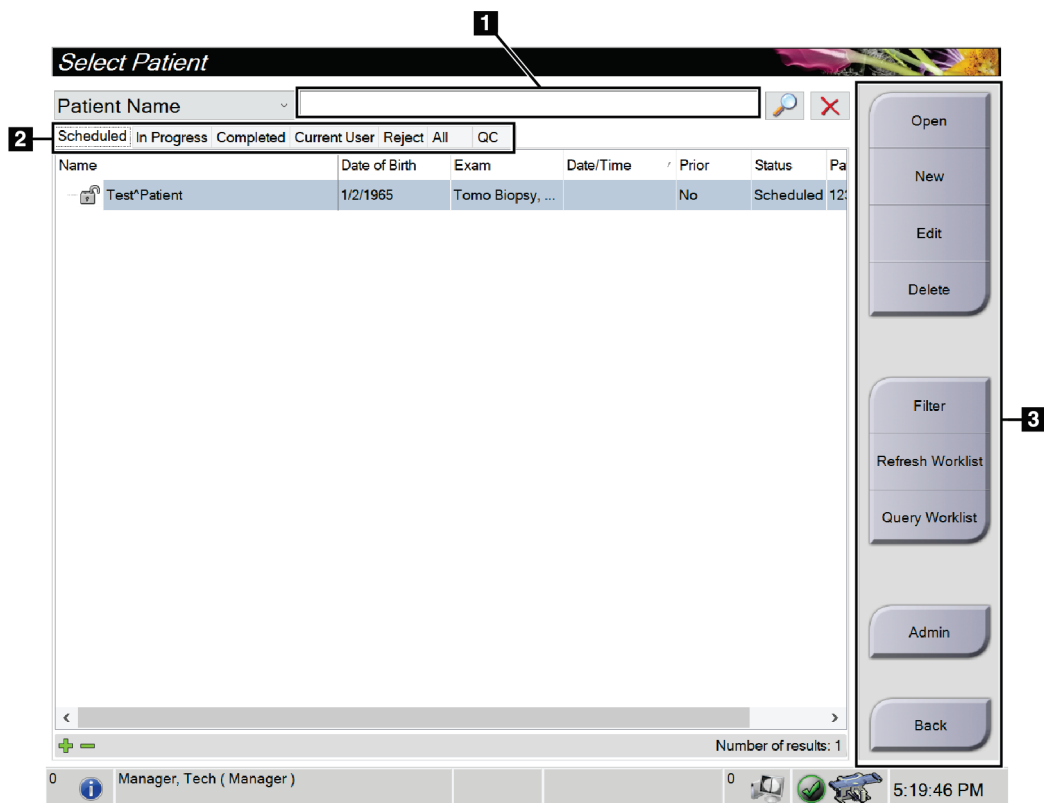 1
Select Patient
Patient Name
2
Scheduled In Progress Completed Current User Reject All QC
Name Date of Birth Exam Date/Time Prior Status Pa
Test^Patient 1/2/1965 Tomo Biopsy, ... No Scheduled 123
Open
New
Edit
Delete
Filter
3
Refresh Worklist
Query Worklist
Admin
Back
Number of results: 1
0 Manager, Tech ( Manager ) 0 5:19:46 PM